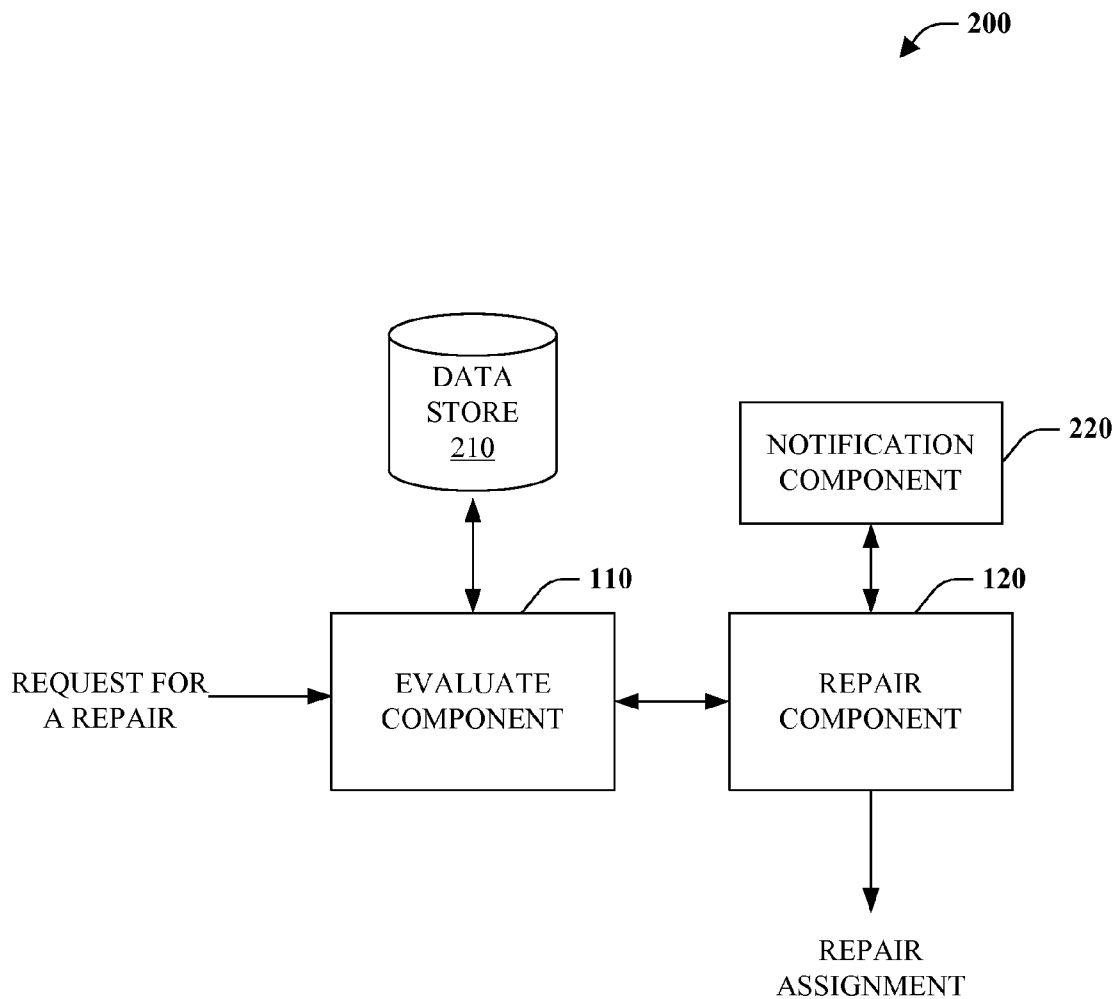 200
DATA
STORE
210
NOTIFICATION
COMPONENT
220
110
120
REQUEST FOR
A REPAIR
EVALUATE
COMPONENT
REPAIR
COMPONENT
REPAIR
ASSIGNMENT